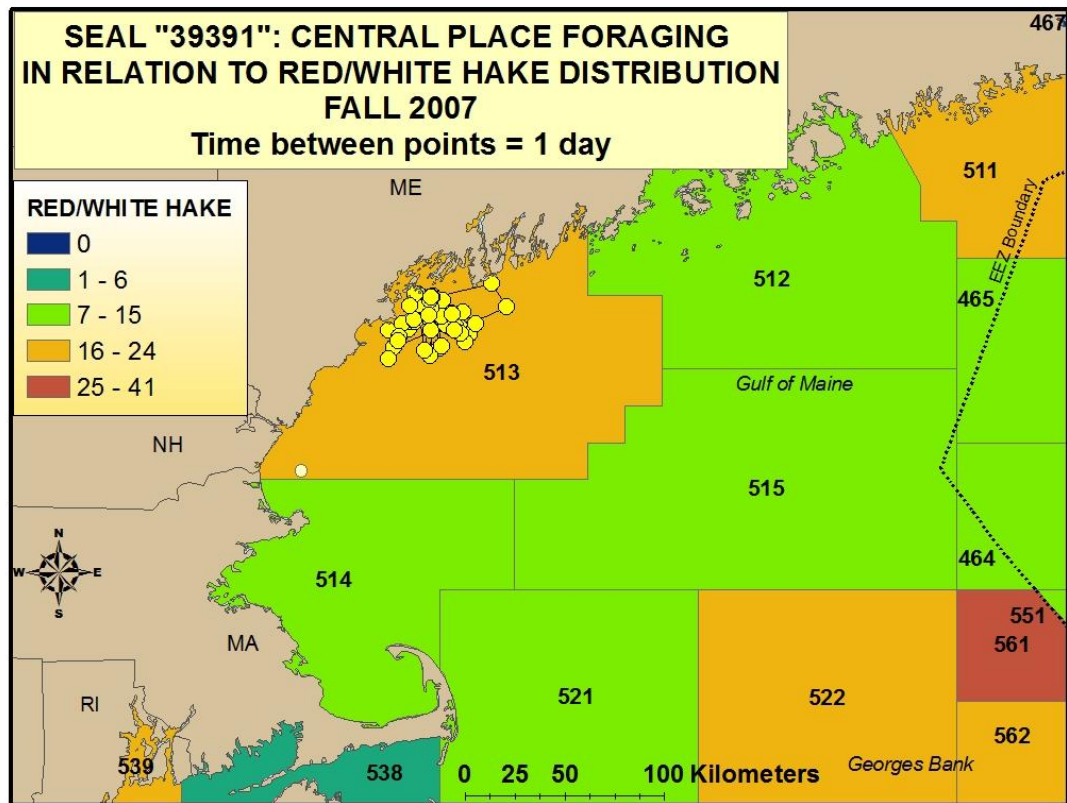 SEAL "39391": CENTRAL PLACE FORAGING
IN RELATION TO RED/WHITE HAKE DISTRIBUTION
FALL 2007
Time between points = 1 day
467
RED/WHITE HAKE
0
1 - 6
7 - 15
16 - 24
25 - 41
ME
511
EEZ Boundary
512
465
513
Gulf of Maine
NH
515
514
464
N
W E
S
MA
551
561
RI
521
522
562
539
538
0 25 50 100 Kilometers
Georges Bank